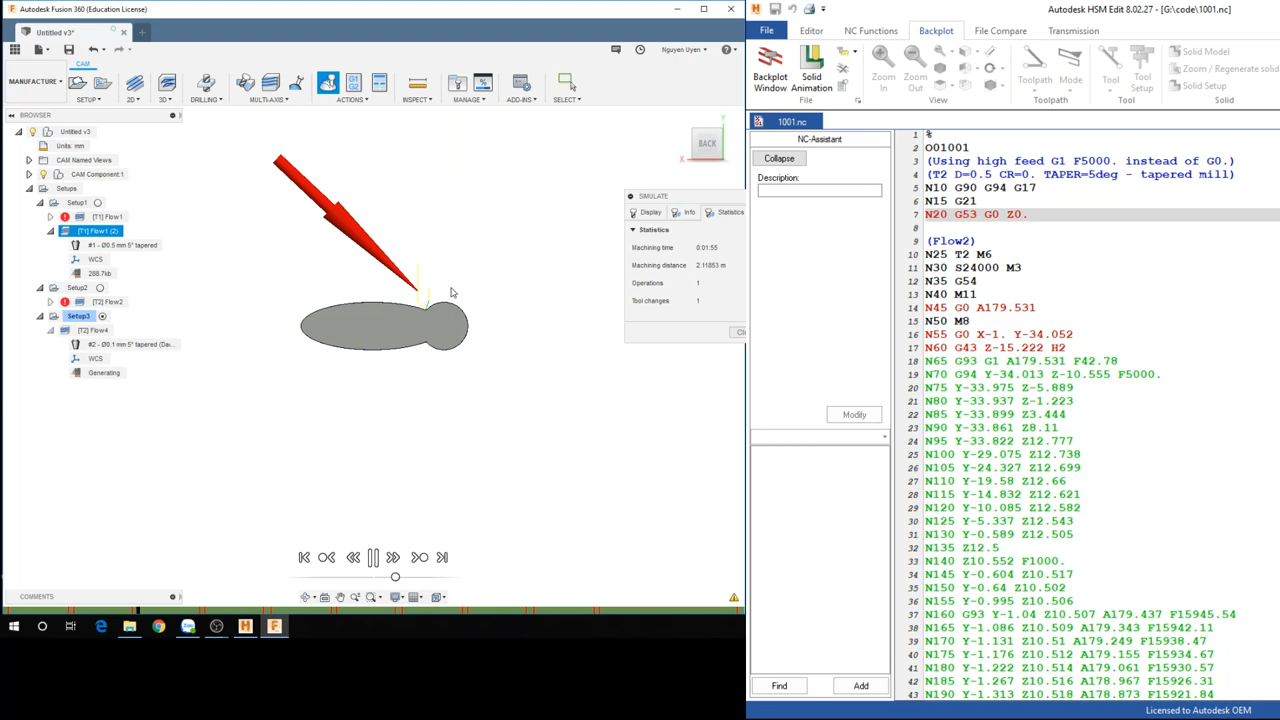 Autodesk Fusion 360 (Education License)
Untitled v3*
Nguyen Uyen
CAM
MANUFACTURE
SETUP
2D
3D
DRILLING
MULTI-AXIS
ACTIONS
INSPECT
MANAGE
ADD-INS
SELECT
BROWSER
Untitled v3
Units: mm
CAM Named Views
CAM Component:1
Setups
Setup1
[T1] Flow1
[T1] Flow1 (2)
#1 - Ø0.5 mm 5° tapered
WCS
288.7kb
Setup2
[T2] Flow2
Setup3
[T2] Flow4
#2 - Ø0.1 mm 5° tapered (Dao...
WCS
Generating
BACK
X
Y
SIMULATE
Display
Info
Statistics
Statistics
Machining time 0:01:55
Machining distance 2.11853 m
Operations 1
Tool changes 1
COMMENTS
Autodesk HSM Edit 8.02.27 - [G:\code\1001.nc]
File
Editor
NC Functions
Backplot
File Compare
Transmission
Backplot Window
Solid Animation
File
Zoom In
Zoom Out
View
Toolpath
Mode
Toolpath
Tool
Tool Setup
Tool
Solid Model
Zoom / Regenerate solid
Solid Setup
Solid
1001.nc
NC-Assistant
Collapse
Description:
Modify
Find
Add
1 %
2 O01001
3 (Using high feed G1 F5000. instead of G0.)
4 (T2 D=0.5 CR=0. TAPER=5deg - tapered mill)
5 N10 G90 G94 G17
6 N15 G21
7 N20 G53 G0 Z0.
8
9 (Flow2)
10 N25 T2 M6
11 N30 S24000 M3
12 N35 G54
13 N40 M11
14 N45 G0 A179.531
15 N50 M8
16 N55 G0 X-1. Y-34.052
17 N60 G43 Z-15.222 H2
18 N65 G93 G1 A179.531 F42.78
19 N70 G94 Y-34.013 Z-10.555 F5000.
20 N75 Y-33.975 Z-5.889
21 N80 Y-33.937 Z-1.223
22 N85 Y-33.899 Z3.444
23 N90 Y-33.861 Z8.11
24 N95 Y-33.822 Z12.777
25 N100 Y-29.075 Z12.738
26 N105 Y-24.327 Z12.699
27 N110 Y-19.58 Z12.66
28 N115 Y-14.832 Z12.621
29 N120 Y-10.085 Z12.582
30 N125 Y-5.337 Z12.543
31 N130 Y-0.589 Z12.505
32 N135 Z12.5
33 N140 Z10.552 F1000.
34 N145 Y-0.604 Z10.517
35 N150 Y-0.64 Z10.502
36 N155 Y-0.995 Z10.506
37 N160 G93 Y-1.04 Z10.507 A179.437 F15945.54
38 N165 Y-1.086 Z10.509 A179.343 F15942.11
39 N170 Y-1.131 Z10.51 A179.249 F15938.47
40 N175 Y-1.176 Z10.512 A179.155 F15934.67
41 N180 Y-1.222 Z10.514 A179.061 F15930.57
42 N185 Y-1.267 Z10.516 A178.967 F15926.31
43 N190 Y-1.313 Z10.518 A178.873 F15921.84
Licensed to Autodesk OEM